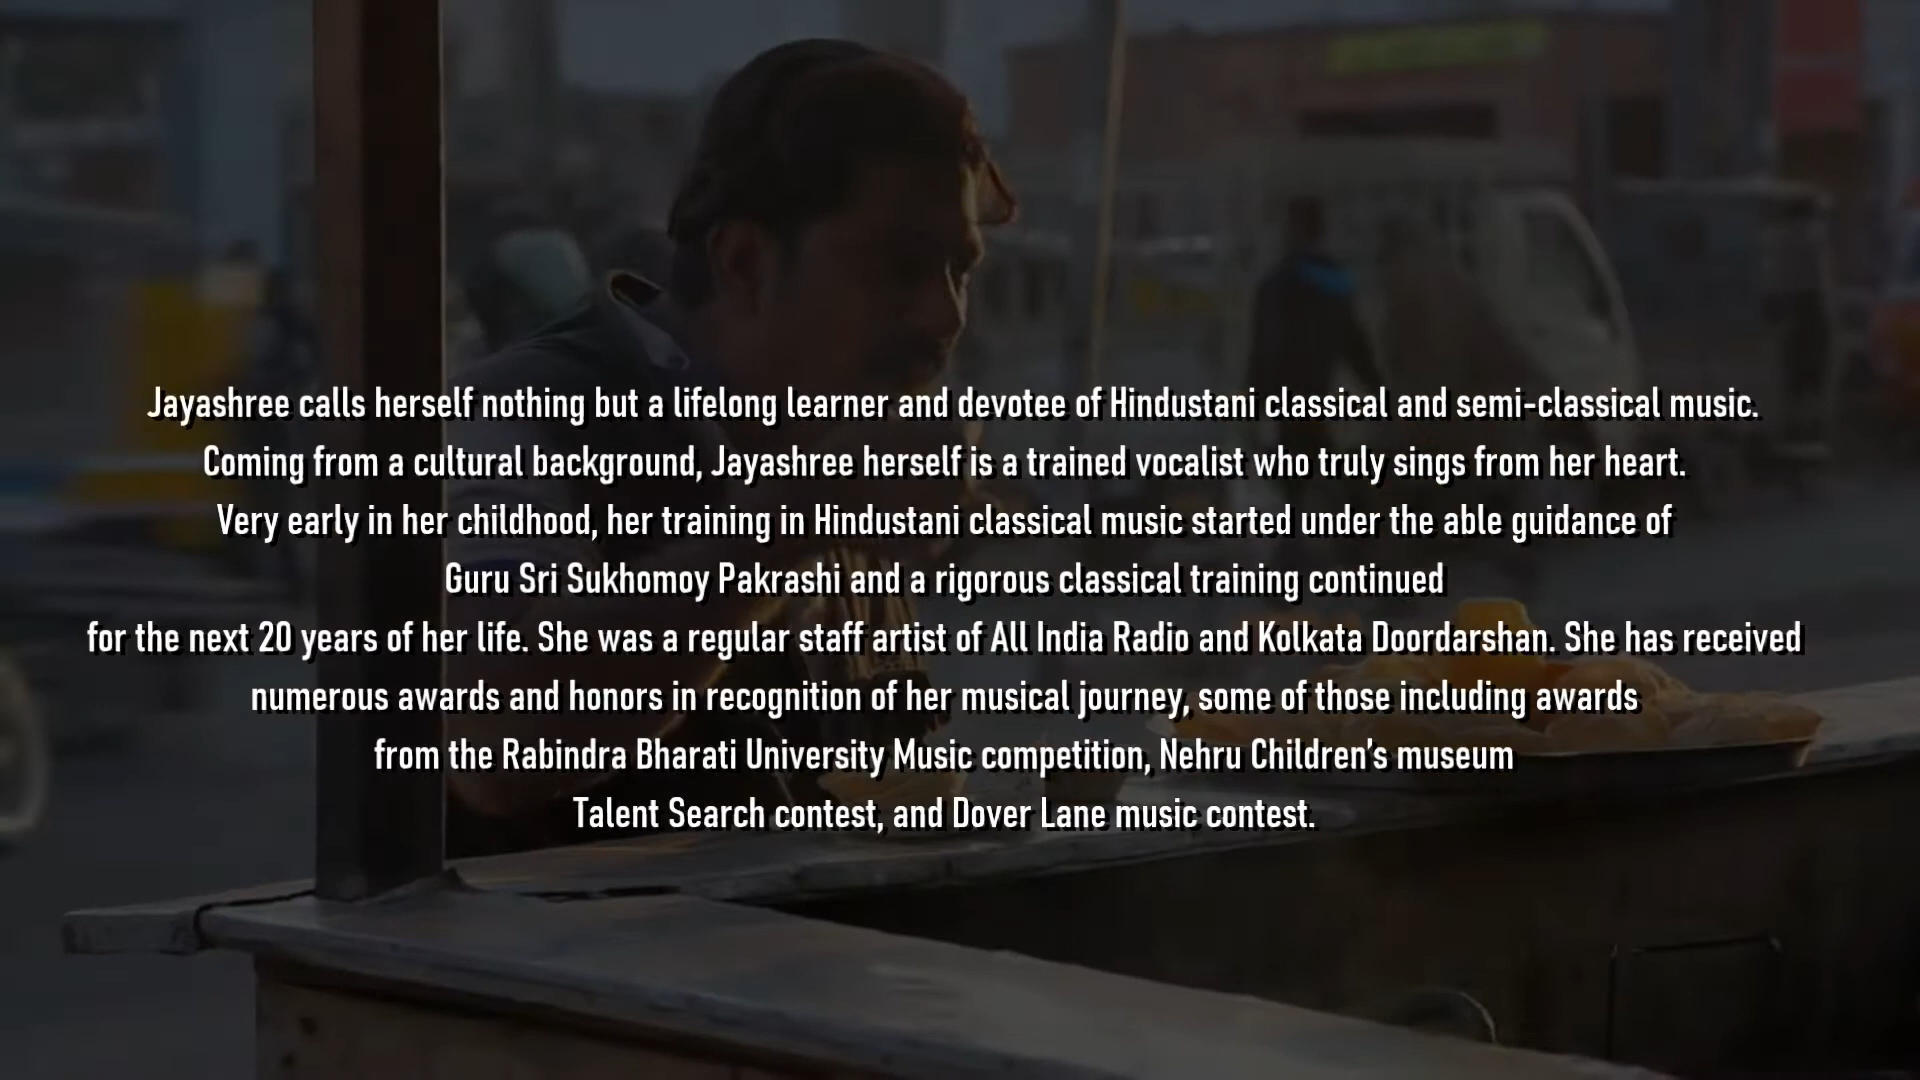 Jayashree calls herself nothing but a lifelong learner and devotee of Hindustani classical and semi-classical music.
Coming from a cultural background, Jayashree herself is a trained vocalist who truly sings from her heart.
Very early in her childhood, her training in Hindustani classical music started under the able guidance of
Guru Sri Sukhomoy Pakrashi and a rigorous classical training continued
for the next 20 years of her life. She was a regular staff artist of All India Radio and Kolkata Doordarshan. She has received
numerous awards and honors in recognition of her musical journey, some of those including awards
from the Rabindra Bharati University Music competition, Nehru Children's museum
Talent Search contest, and Dover Lane music contest.